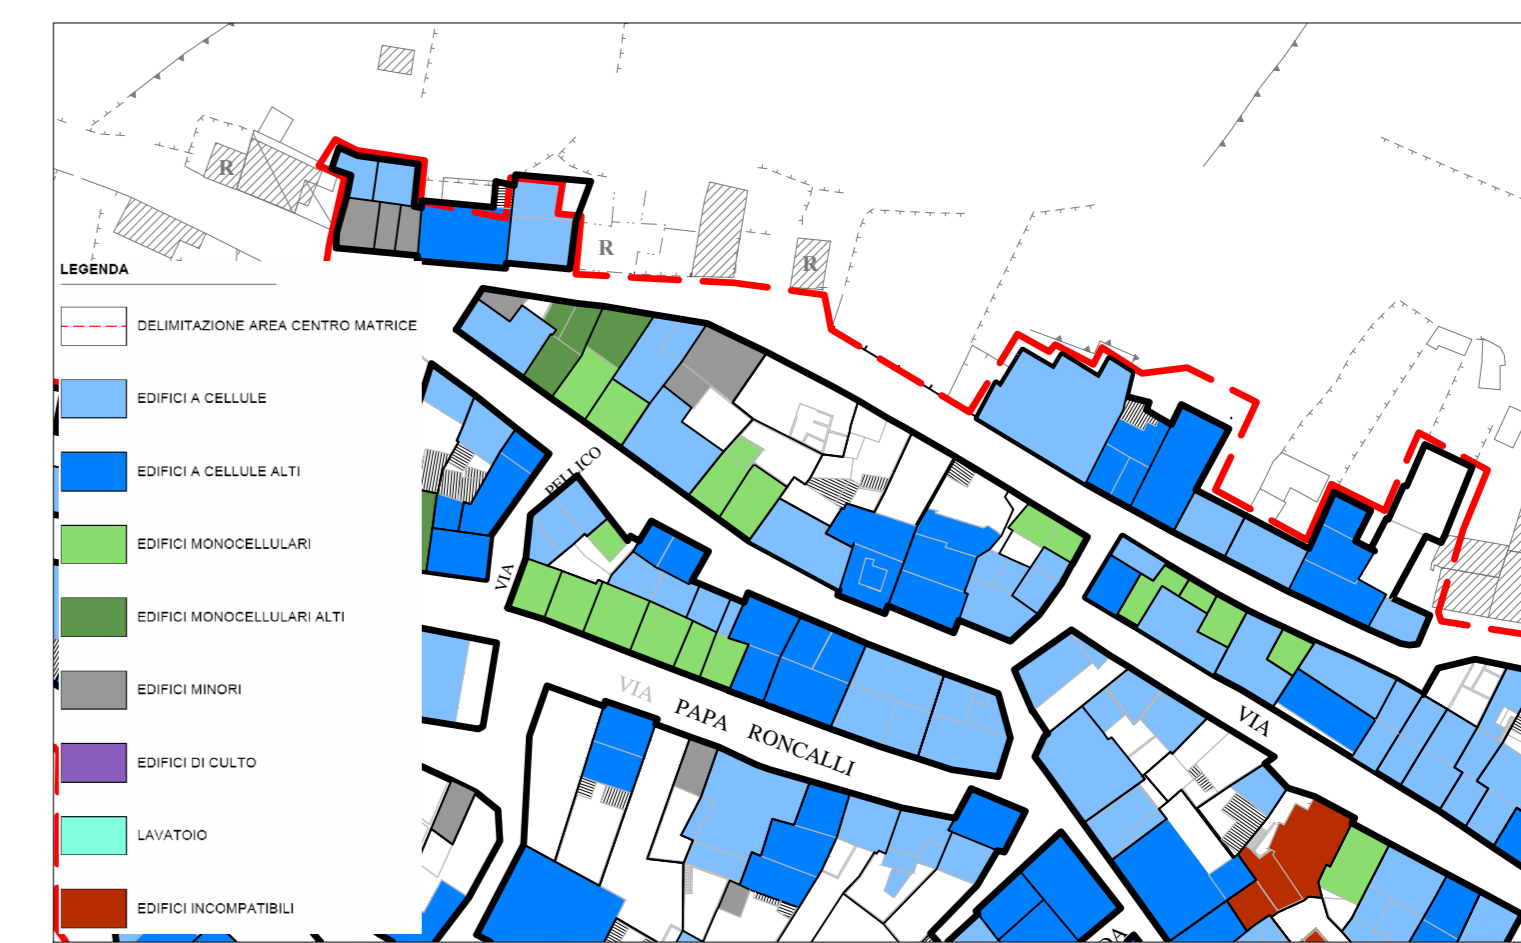 R
R
R
LEGENDA
DELIMITAZIONE AREA CENTRO MATRICE
EDIFICI A CELLULE
EDIFICI A CELLULE ALTI
EDIFICI MONOCELLULARI
EDIFICI MONOCELLULARI ALTI
EDIFICI MINORI
EDIFICI DI CULTO
LAVATOIO
EDIFICI INCOMPATIBILI
VIA PELLICO
VIA PAPA RONCALLI
VIA